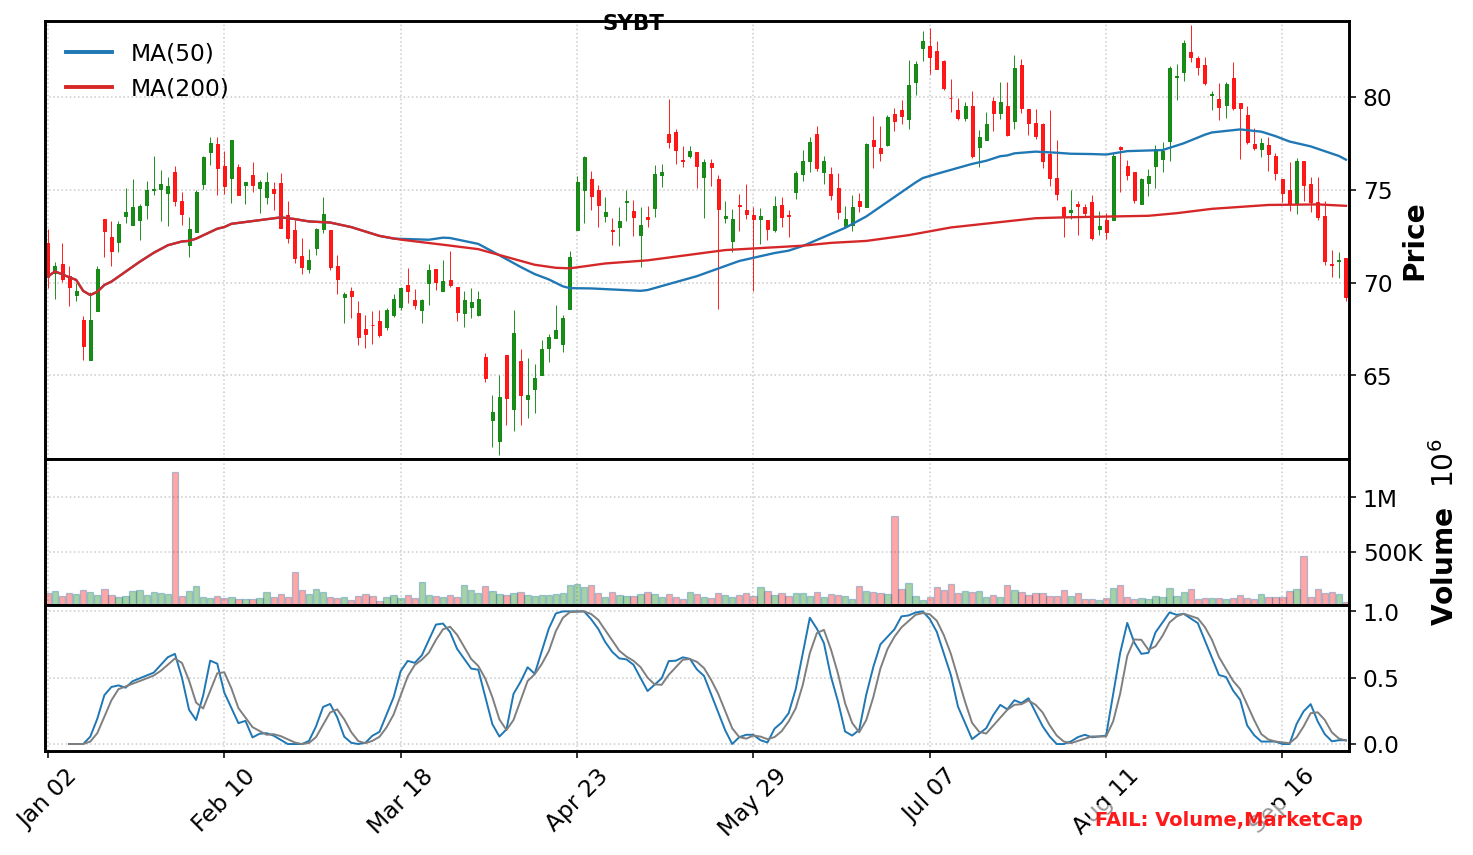 SYBT
MA(50)
MA(200)
80
75
70
65
Price
1M
500K
Volume 10⁶
1.0
0.5
0.0
Jan 02
Feb 10
Mar 18
Apr 23
May 29
Jul 07
Aug 11
Sep 16
FAIL: Volume,MarketCap